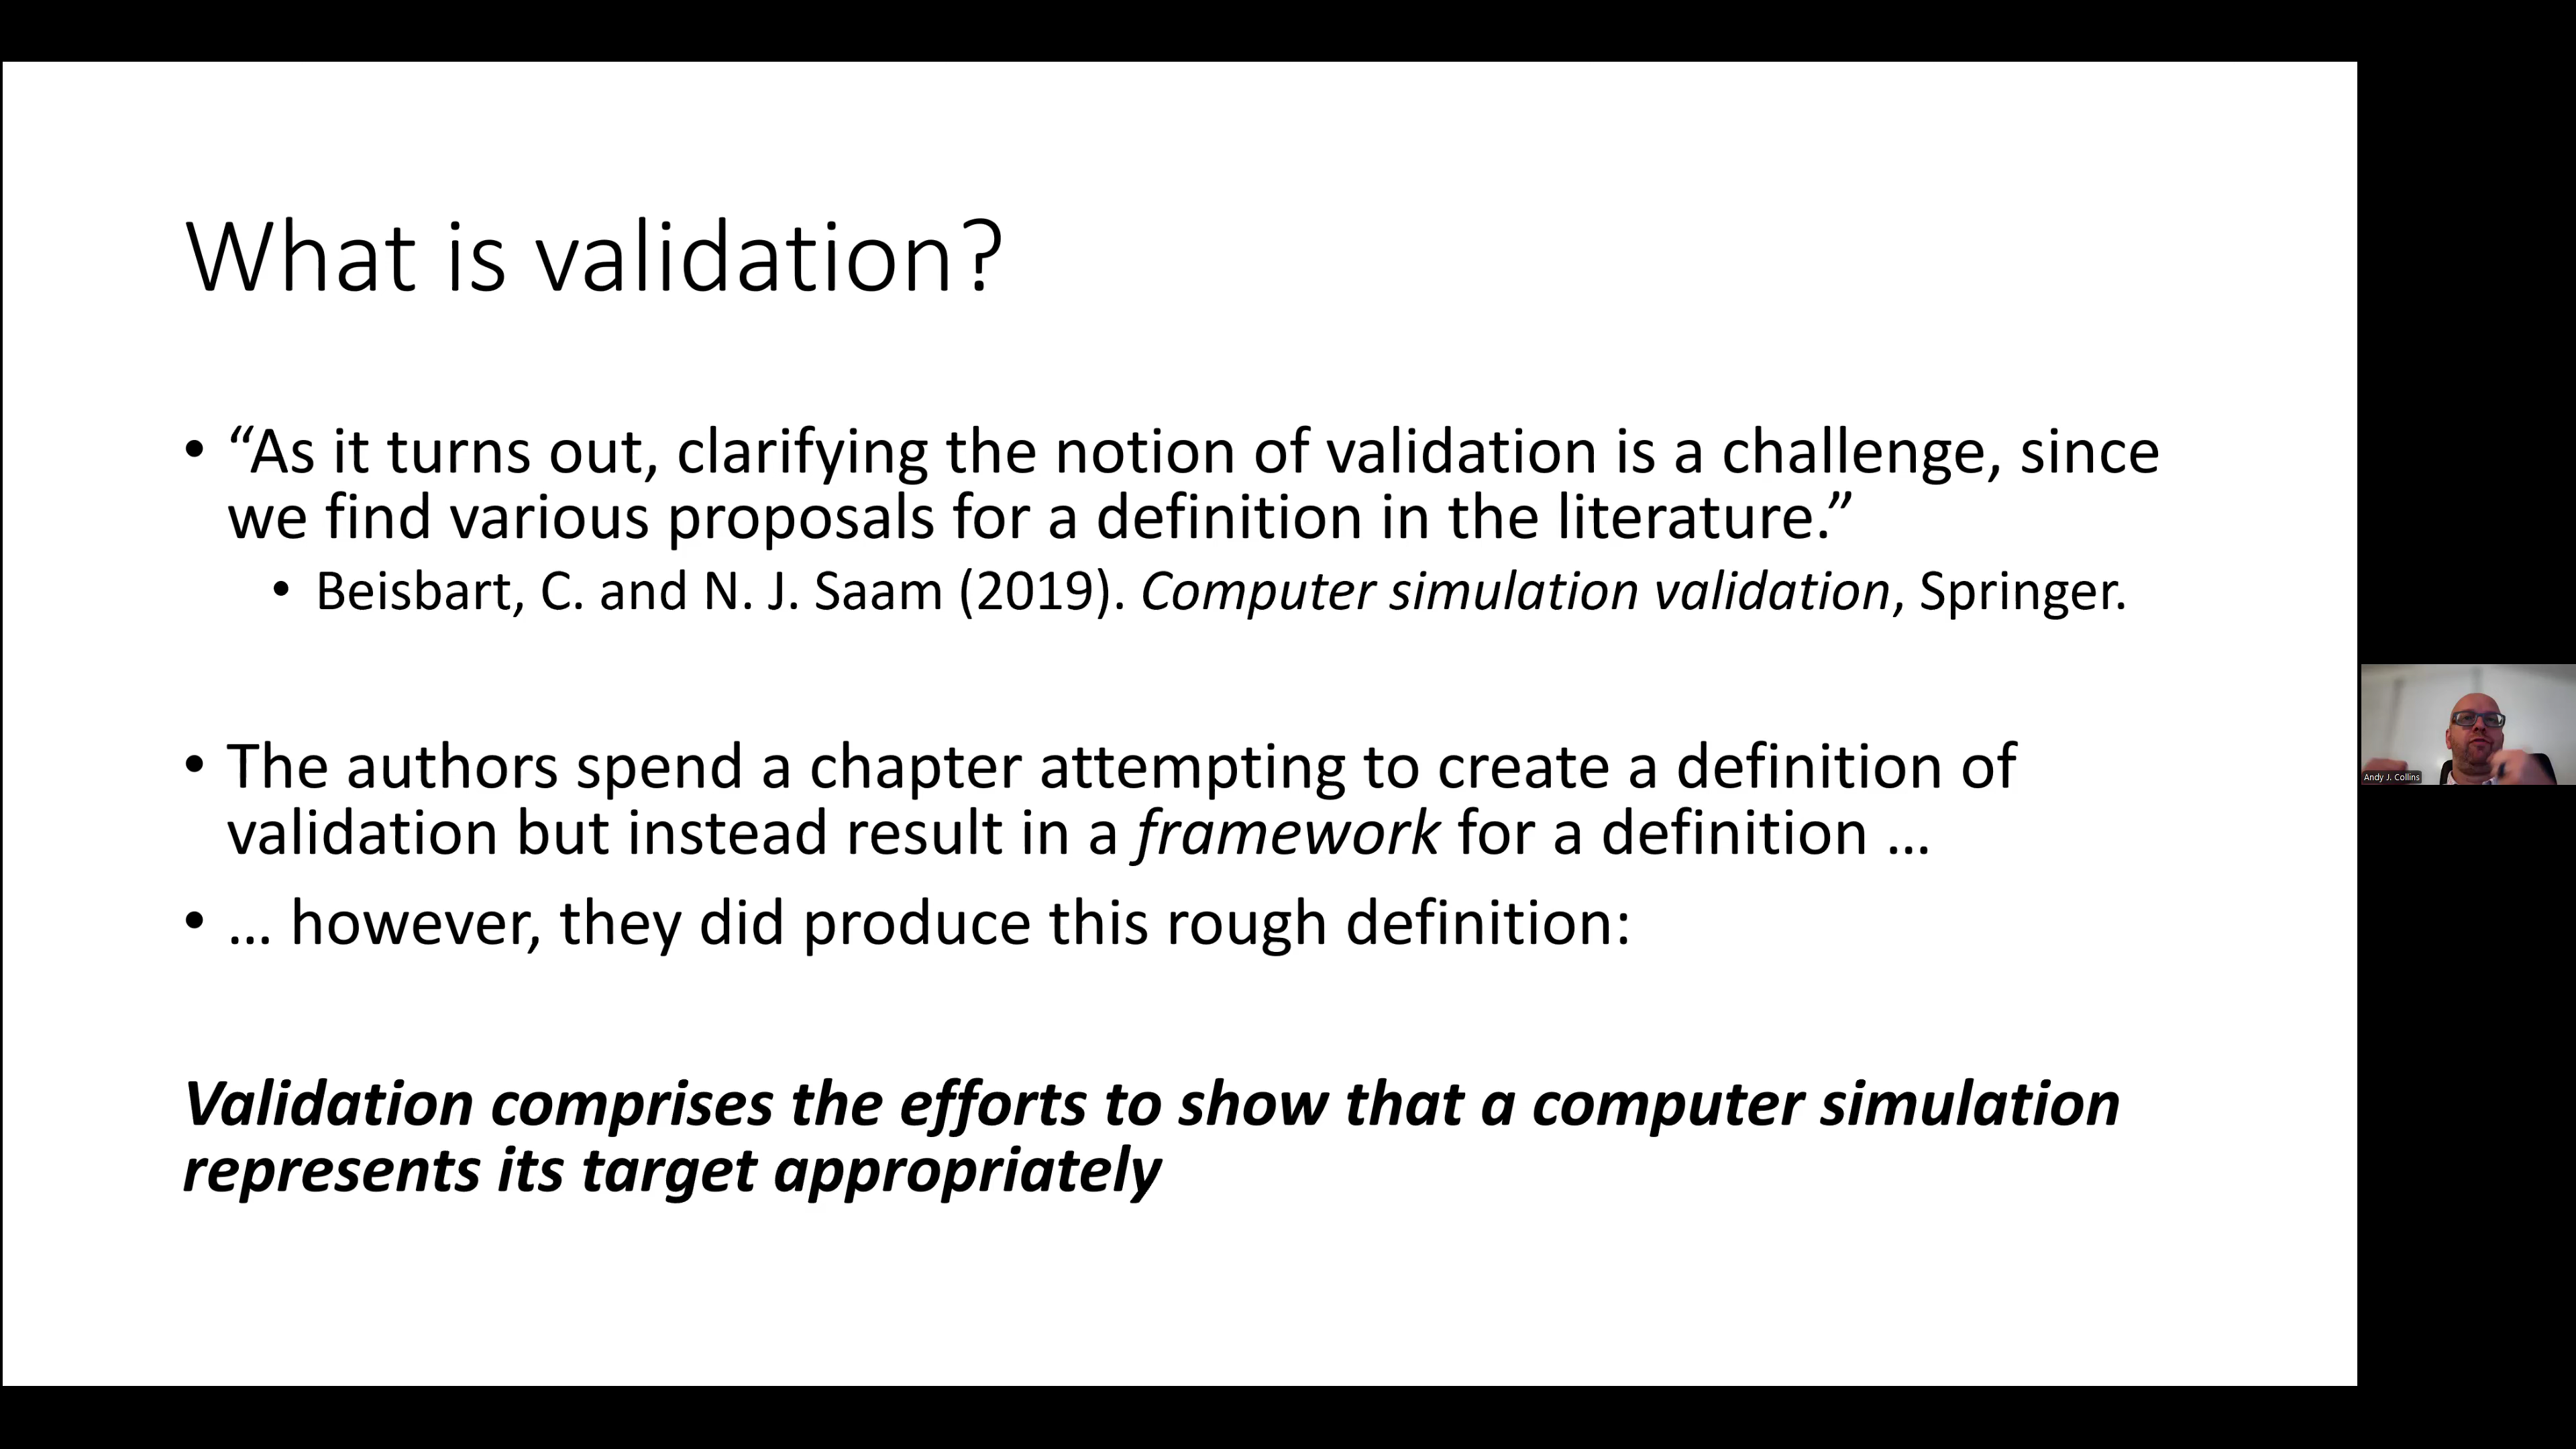 What is validation?
• “As it turns out, clarifying the notion of validation is a challenge, since
we find various proposals for a definition in the literature.”
• Beisbart, C. and N. J. Saam (2019). Computer simulation validation, Springer.
• The authors spend a chapter attempting to create a definition of
validation but instead result in a framework for a definition …
• … however, they did produce this rough definition:
Validation comprises the efforts to show that a computer simulation
represents its target appropriately
Andy J. Collins